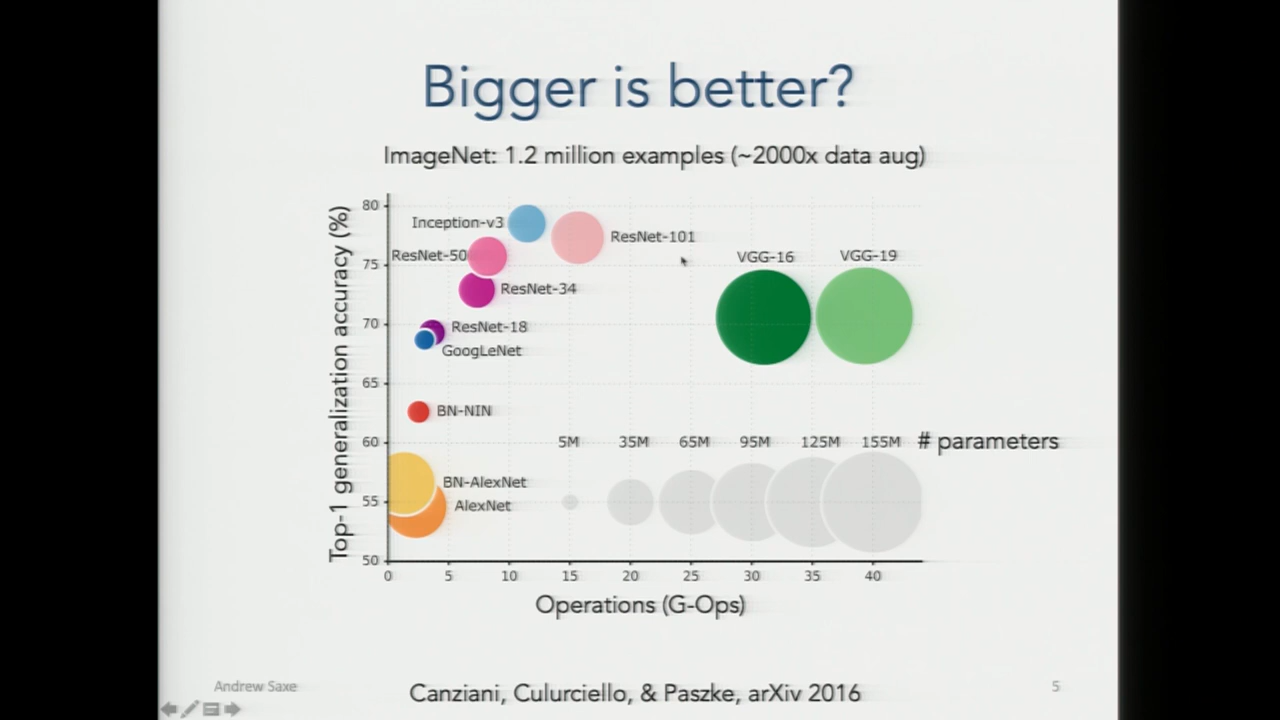 Bigger is better?
ImageNet: 1.2 million examples (~2000x data aug)
Top-1 generalization accuracy (%)
80
75
70
65
60
55
50
Inception-v3
ResNet-101
ResNet-50
VGG-16
VGG-19
ResNet-34
ResNet-18
GoogLeNet
BN-NIN
5M 35M 65M 95M 125M 155M # parameters
BN-AlexNet
AlexNet
0 5 10 15 20 25 30 35 40
Operations (G-Ops)
Andrew Saxe
Canziani, Culurciello, & Paszke, arXiv 2016
5